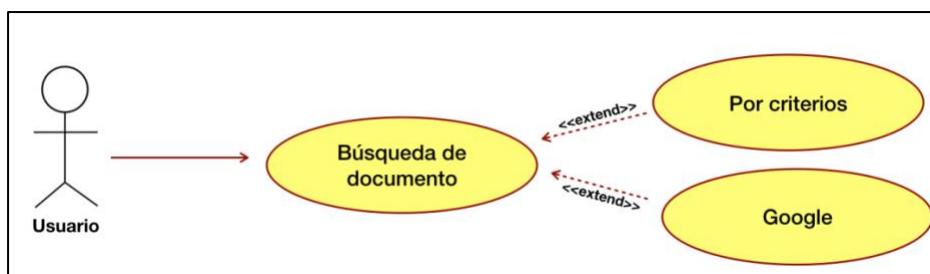 Usuario
Búsqueda de
documento
<<extend>>
<<extend>>
Por criterios
Google